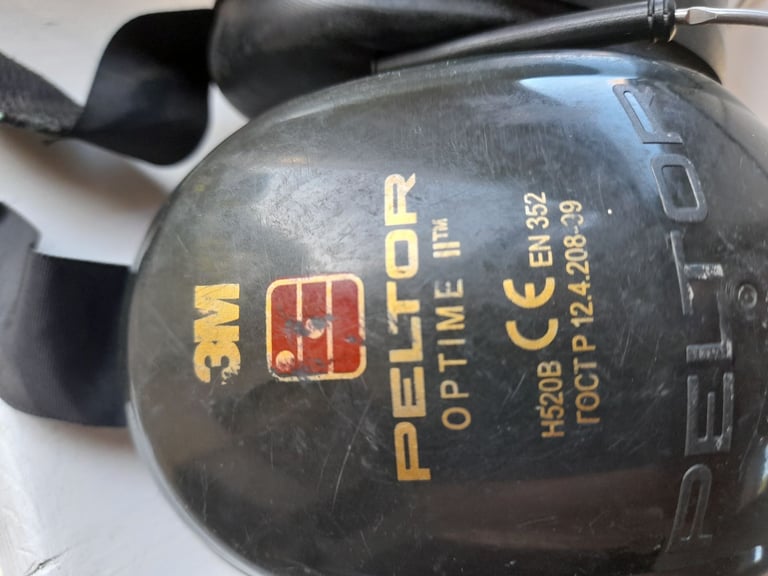 3M
PELTOR
OPTIME II™
H520B CE EN 352
ГОСТ Р 12.4.208-99
PELTOR